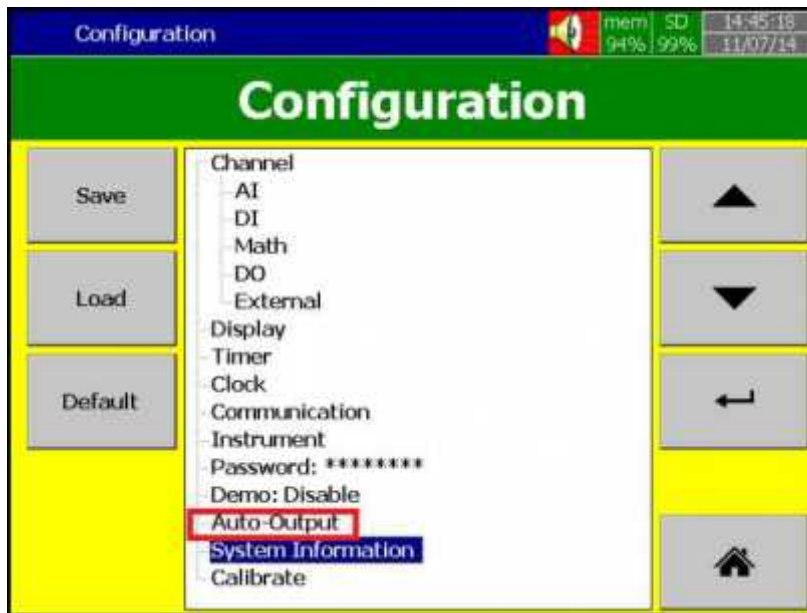 Configuration
mem SD 14:45:18
94% 99% 11/07/14
Configuration
Save
Load
Default
Channel
AI
DI
Math
DO
External
Display
Timer
Clock
Communication
Instrument
Password: ********
Demo: Disable
Auto-Output
System Information
Calibrate